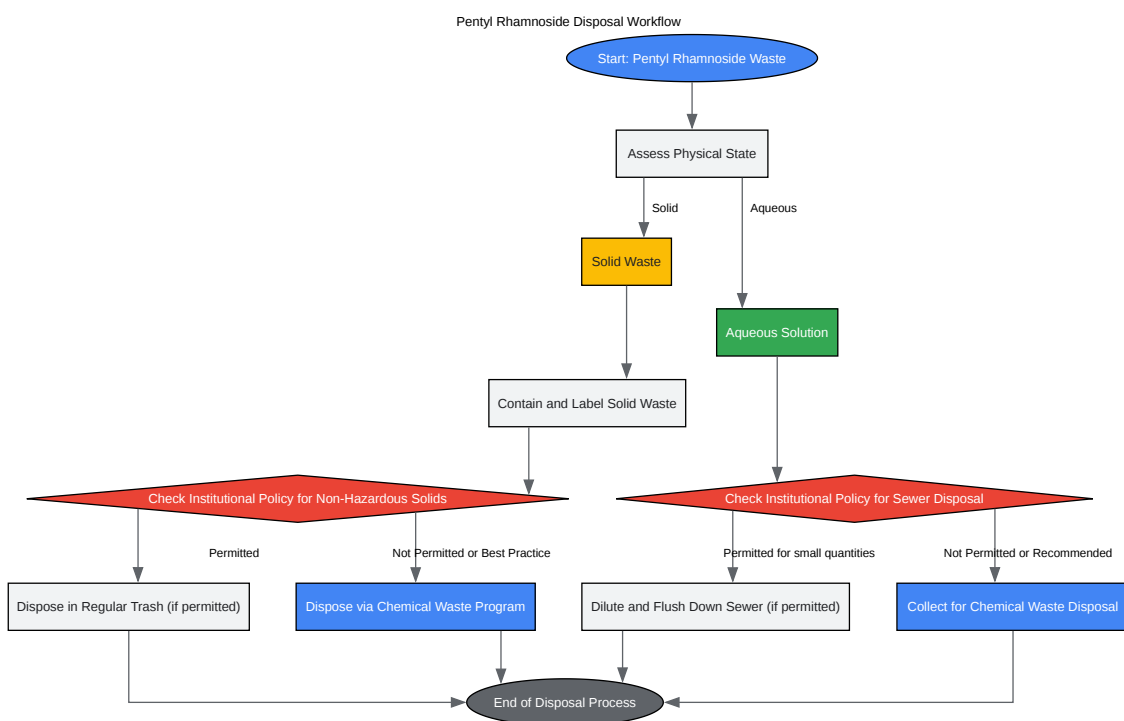 Pentyl Rhamnoside Disposal Workflow
Start: Pentyl Rhamnoside Waste
Assess Physical State
Solid
Aqueous
Solid Waste
Aqueous Solution
Contain and Label Solid Waste
Check Institutional Policy for Non-Hazardous Solids
Check Institutional Policy for Sewer Disposal
Permitted
Not Permitted or Best Practice
Permitted for small quantities
Not Permitted or Recommended
Dispose in Regular Trash (if permitted)
Dispose via Chemical Waste Program
Dilute and Flush Down Sewer (if permitted)
Collect for Chemical Waste Disposal
End of Disposal Process